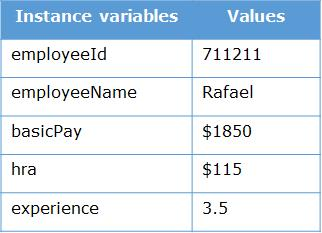 Instance variables Values
employeeId 711211
employeeName Rafael
basicPay $1850
hra $115
experience 3.5